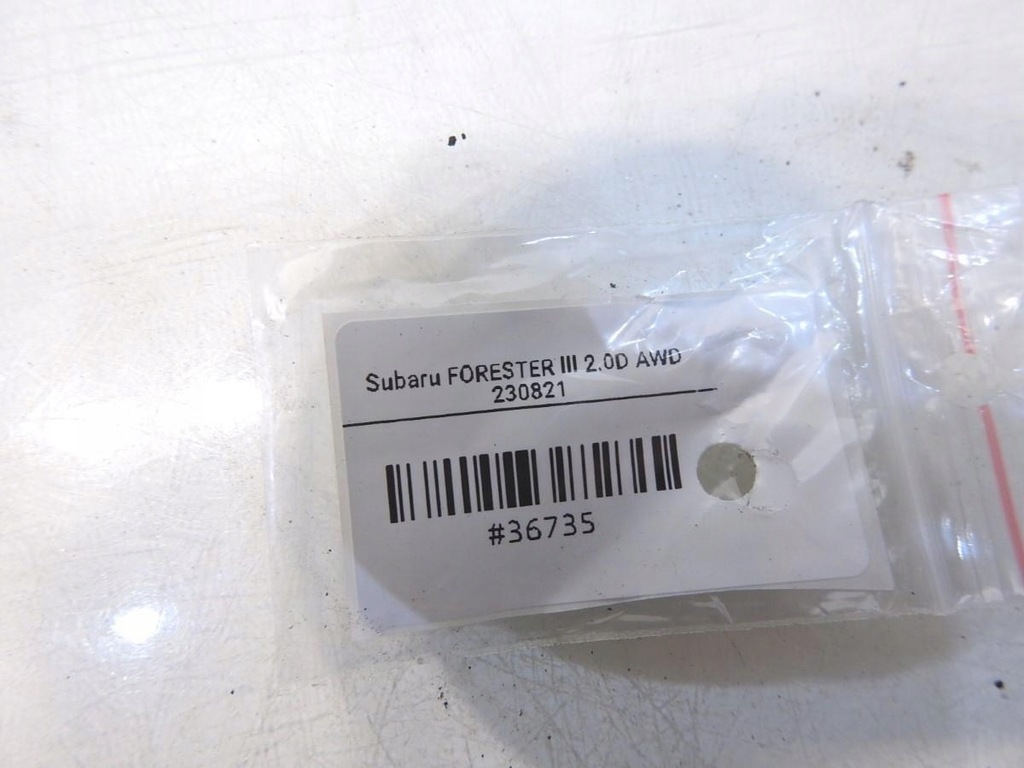 Subaru FORESTER III 2.0D AWD
230821
#36735